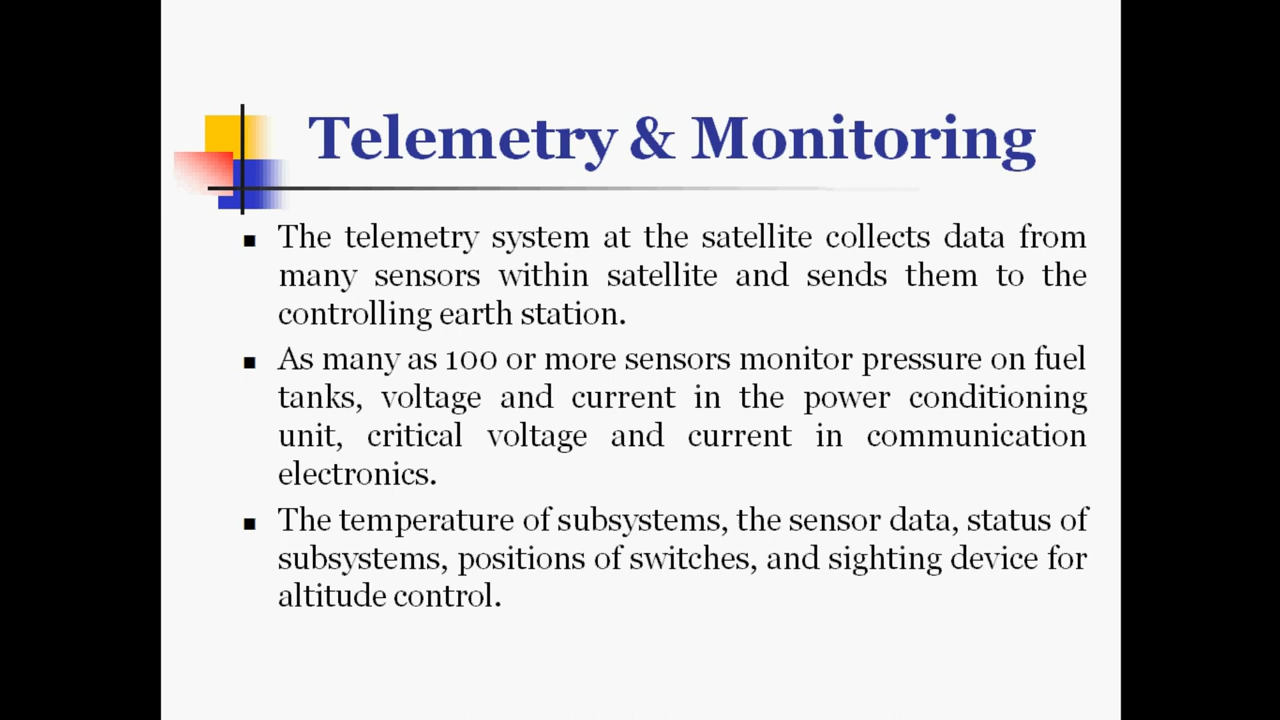 Telemetry & Monitoring
The telemetry system at the satellite collects data from
many sensors within satellite and sends them to the
controlling earth station.
As many as 100 or more sensors monitor pressure on fuel
tanks, voltage and current in the power conditioning
unit, critical voltage and current in communication
electronics.
The temperature of subsystems, the sensor data, status of
subsystems, positions of switches, and sighting device for
altitude control.